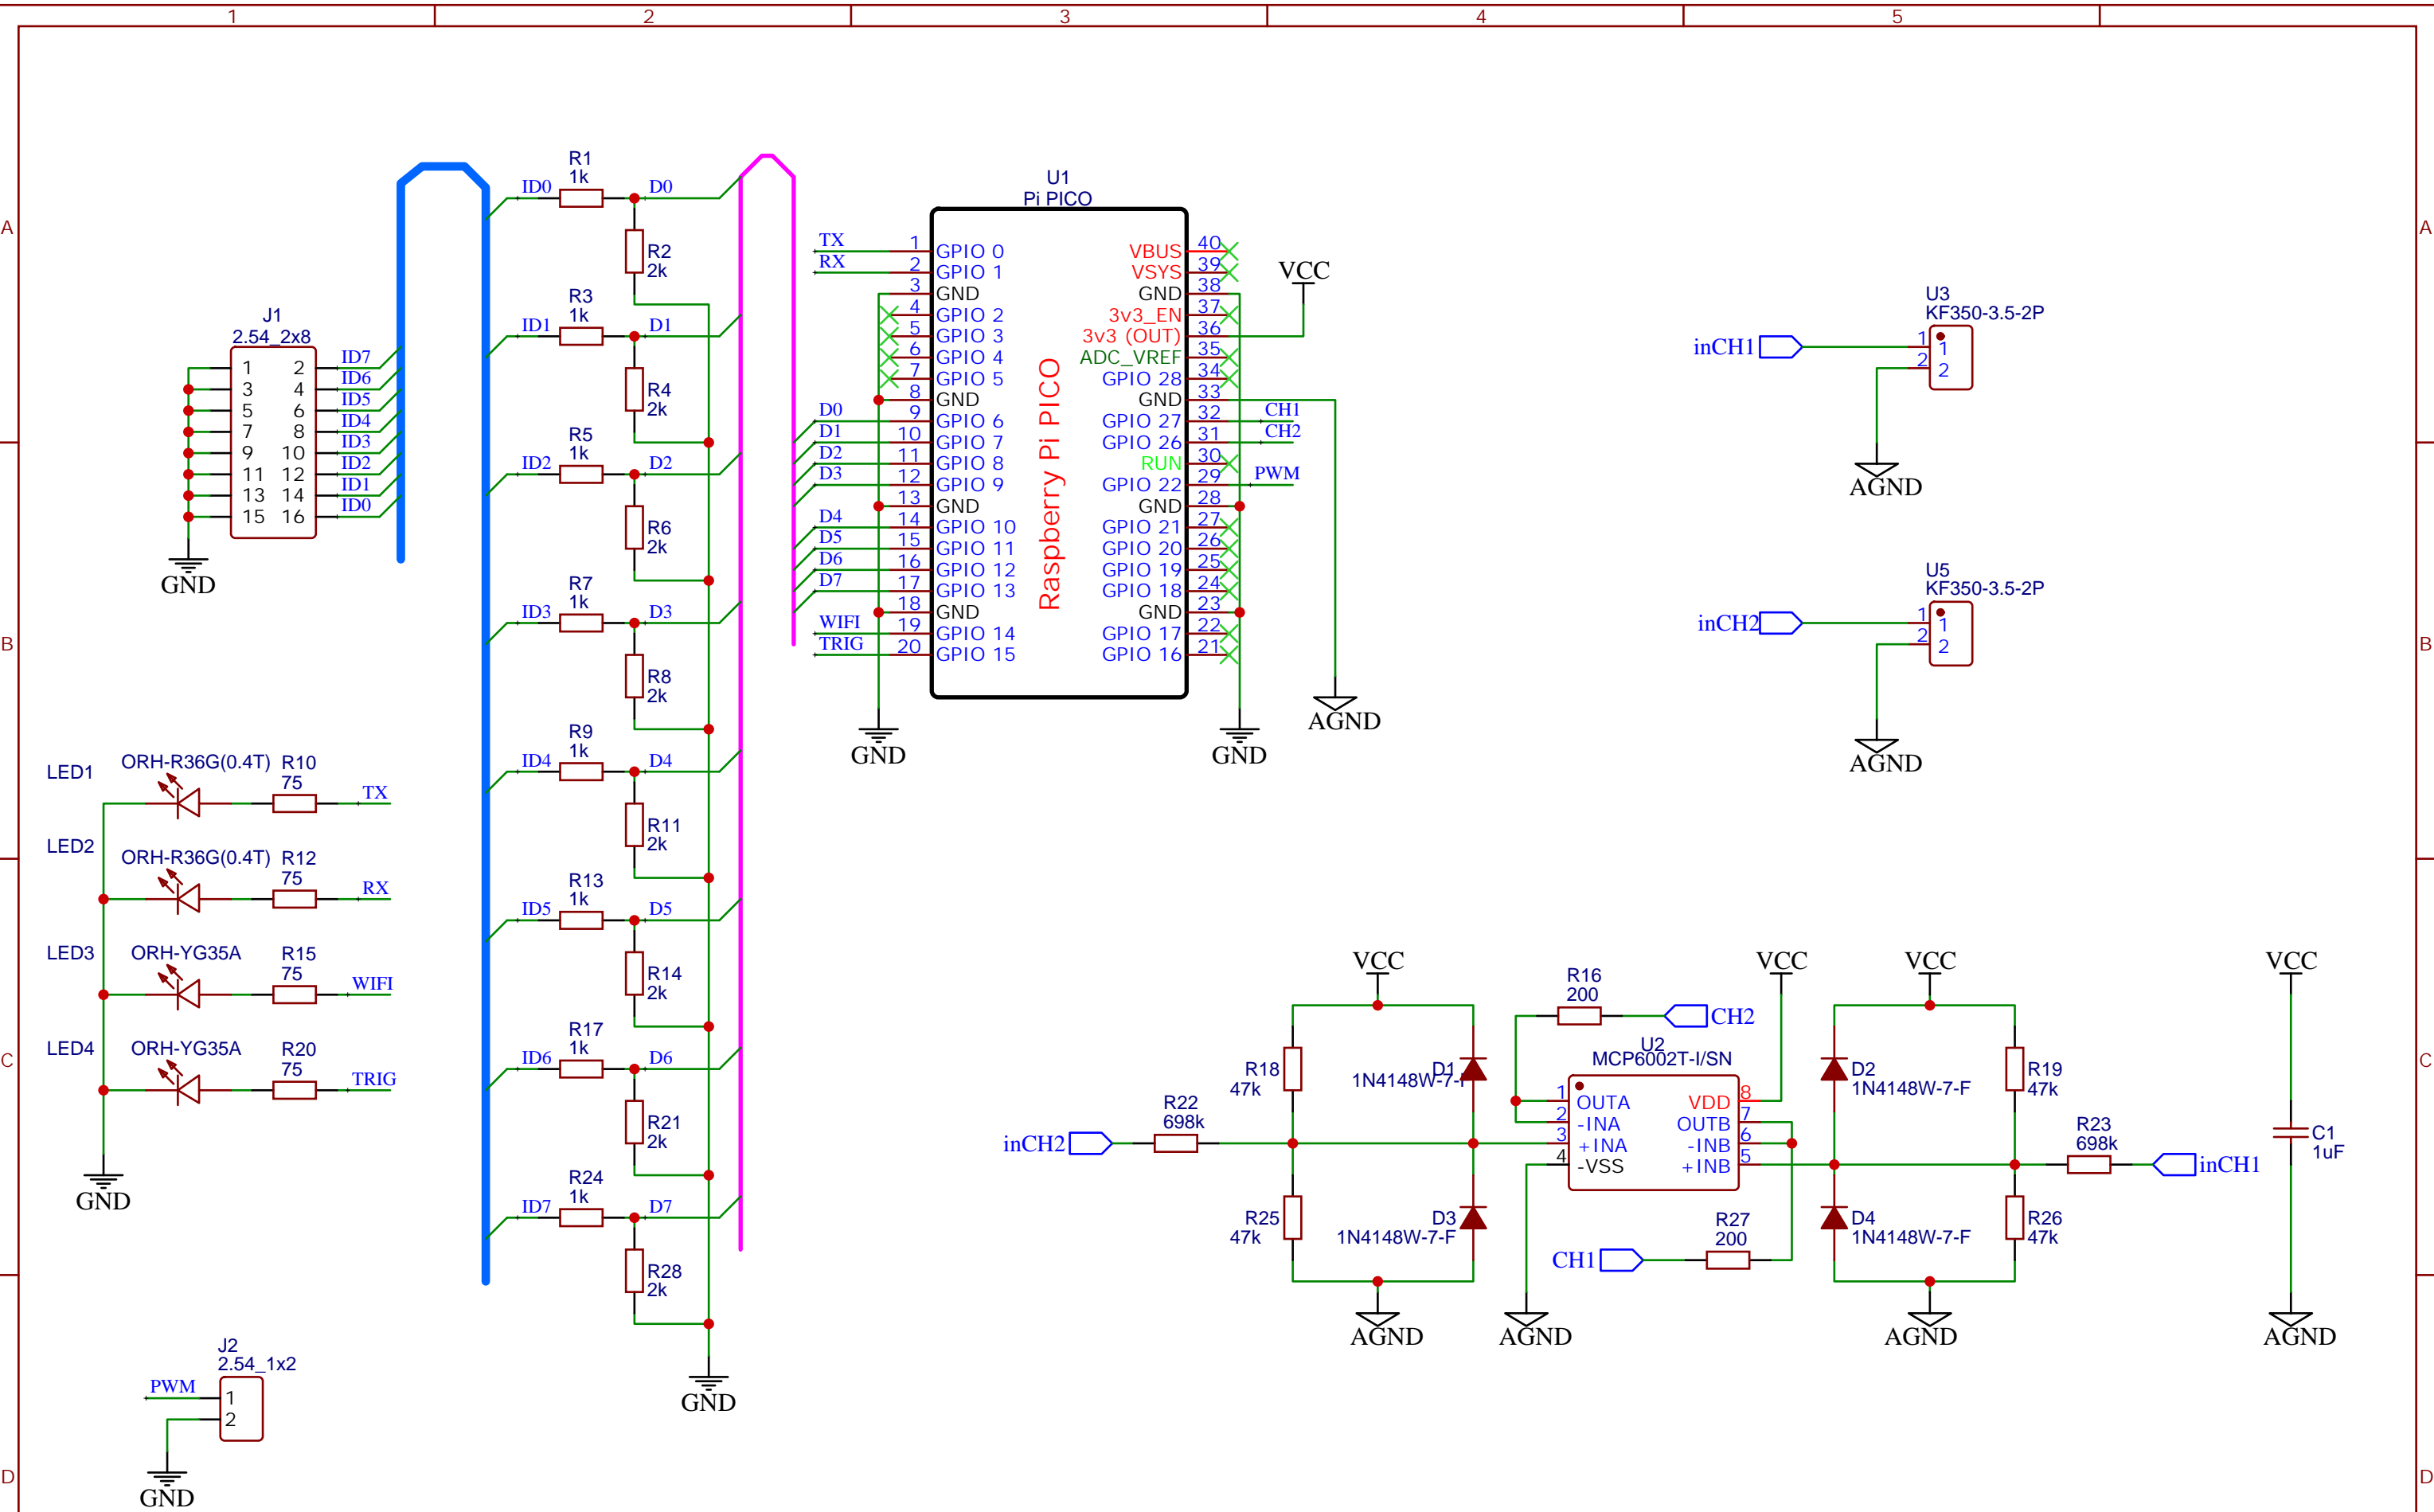 1 2 3 4 5
A
B
C
D
A
B
C
D
J1
2.54_2x8
1 2 ID7
3 4 ID6
5 6 ID5
7 8 ID4
9 10 ID3
11 12 ID2
13 14 ID1
15 16 ID0
GND
LED1 ORH-R36G(0.4T) R10
75
TX
LED2 ORH-R36G(0.4T) R12
75
RX
LED3 ORH-YG35A R15
75
WIFI
LED4 ORH-YG35A R20
75
TRIG
GND
J2
2.54_1x2
PWM 1
2
GND
R1
1k
ID0 D0
R2
2k
R3
1k
ID1 D1
R4
2k
R5
1k
ID2 D2
R6
2k
R7
1k
ID3 D3
R8
2k
R9
1k
ID4 D4
R11
2k
R13
1k
ID5 D5
R14
2k
R17
1k
ID6 D6
R21
2k
R24
1k
ID7 D7
R28
2k
GND
U1
Pi PICO
Raspberry Pi PICO
TX 1 GPIO 0
RX 2 GPIO 1
3 GND
4 GPIO 2
5 GPIO 3
6 GPIO 4
7 GPIO 5
8 GND
D0 9 GPIO 6
D1 10 GPIO 7
D2 11 GPIO 8
D3 12 GPIO 9
13 GND
D4 14 GPIO 10
D5 15 GPIO 11
D6 16 GPIO 12
D7 17 GPIO 13
18 GND
WIFI 19 GPIO 14
TRIG 20 GPIO 15
VBUS 40
VSYS 39
GND 38
3v3_EN 37
3v3 (OUT) 36
ADC_VREF 35
GPIO 28 34
GND 33
GPIO 27 32 CH1
GPIO 26 31 CH2
RUN 30
GPIO 22 29 PWM
GND 28
GPIO 21 27
GPIO 20 26
GPIO 19 25
GPIO 18 24
GND 23
GPIO 17 22
GPIO 16 21
VCC
GND
GND
AGND
U3
KF350-3.5-2P
inCH1 1 1
2 2
AGND
U5
KF350-3.5-2P
inCH2 1 1
2 2
AGND
VCC
R18
47k
D1
1N4148W-7-F
R22
698k
inCH2
R25
47k
D3
1N4148W-7-F
AGND
R16
200
CH2
U2
MCP6002T-I/SN
1 OUTA
2 -INA
3 +INA
4 -VSS
VDD 8
OUTB 7
-INB 6
+INB 5
VCC
AGND
R27
200
CH1
VCC
D2
1N4148W-7-F
R19
47k
R23
698k
inCH1
D4
1N4148W-7-F
R26
47k
AGND
VCC
C1
1uF
AGND